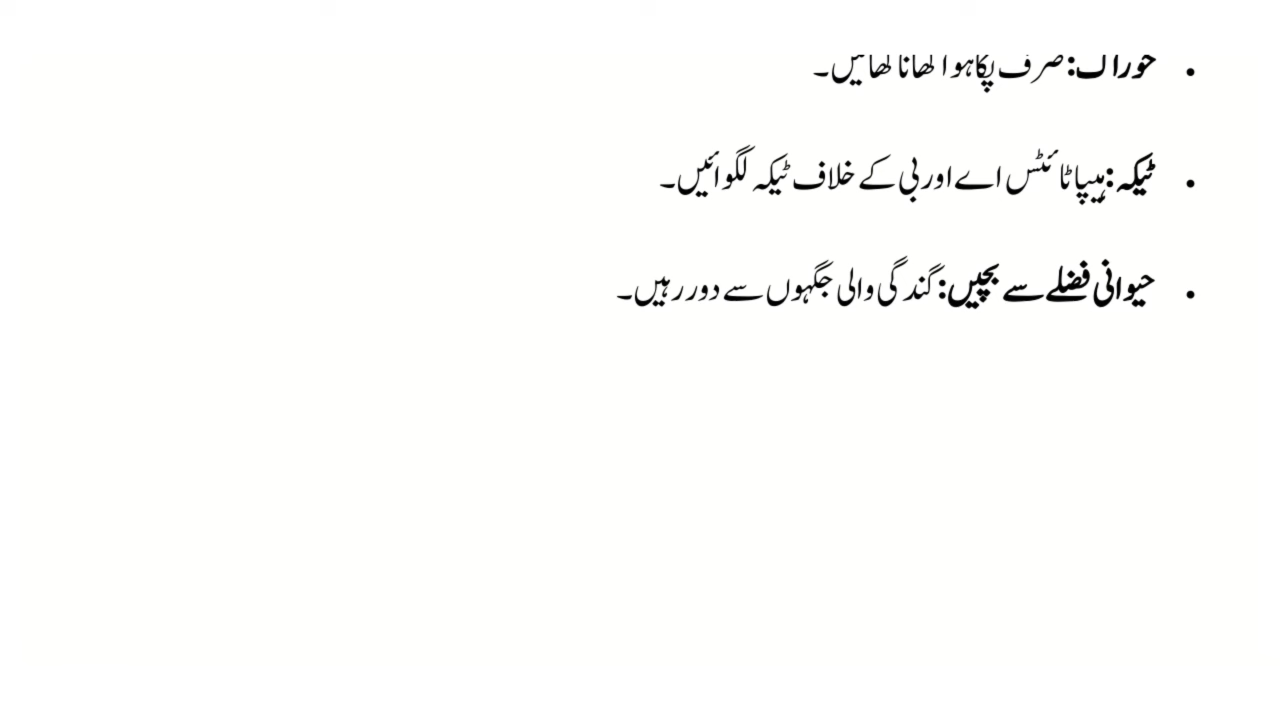 • خوراک: صرف پکا ہوا کھانا کھائیں۔
• ٹیکہ: ہیپاٹائٹس اے اور بی کے خلاف ٹیکہ لگوائیں۔
• حیوانی فضلے سے بچیں: گندگی والی جگہوں سے دور رہیں۔